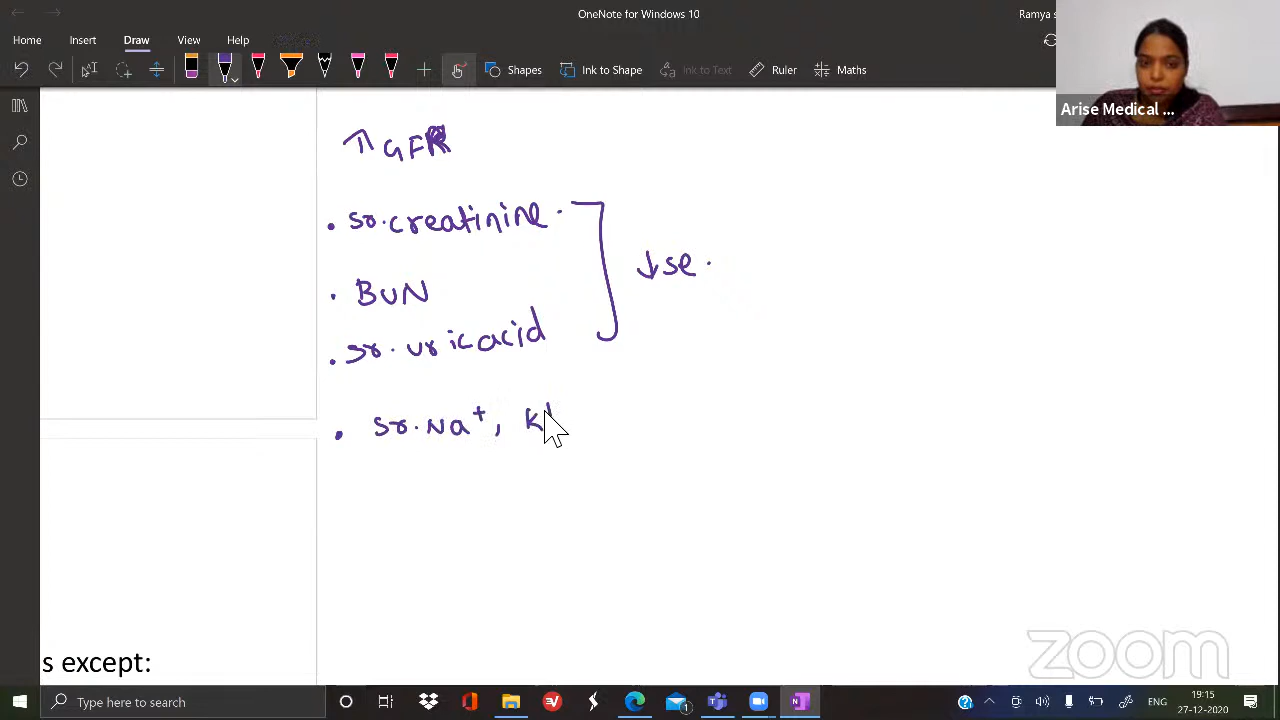 OneNote for Windows 10
Ramya s
Home Insert Draw View Help
Shapes Ink to Shape Ink to Text Ruler Maths
Arise Medical ...
↑ GFR
• sr. creatinine.
• BUN
• sr. uric acid
↓se.
• sr. Na+, K+
s except:
zoom
Type here to search
19:15
27-12-2020